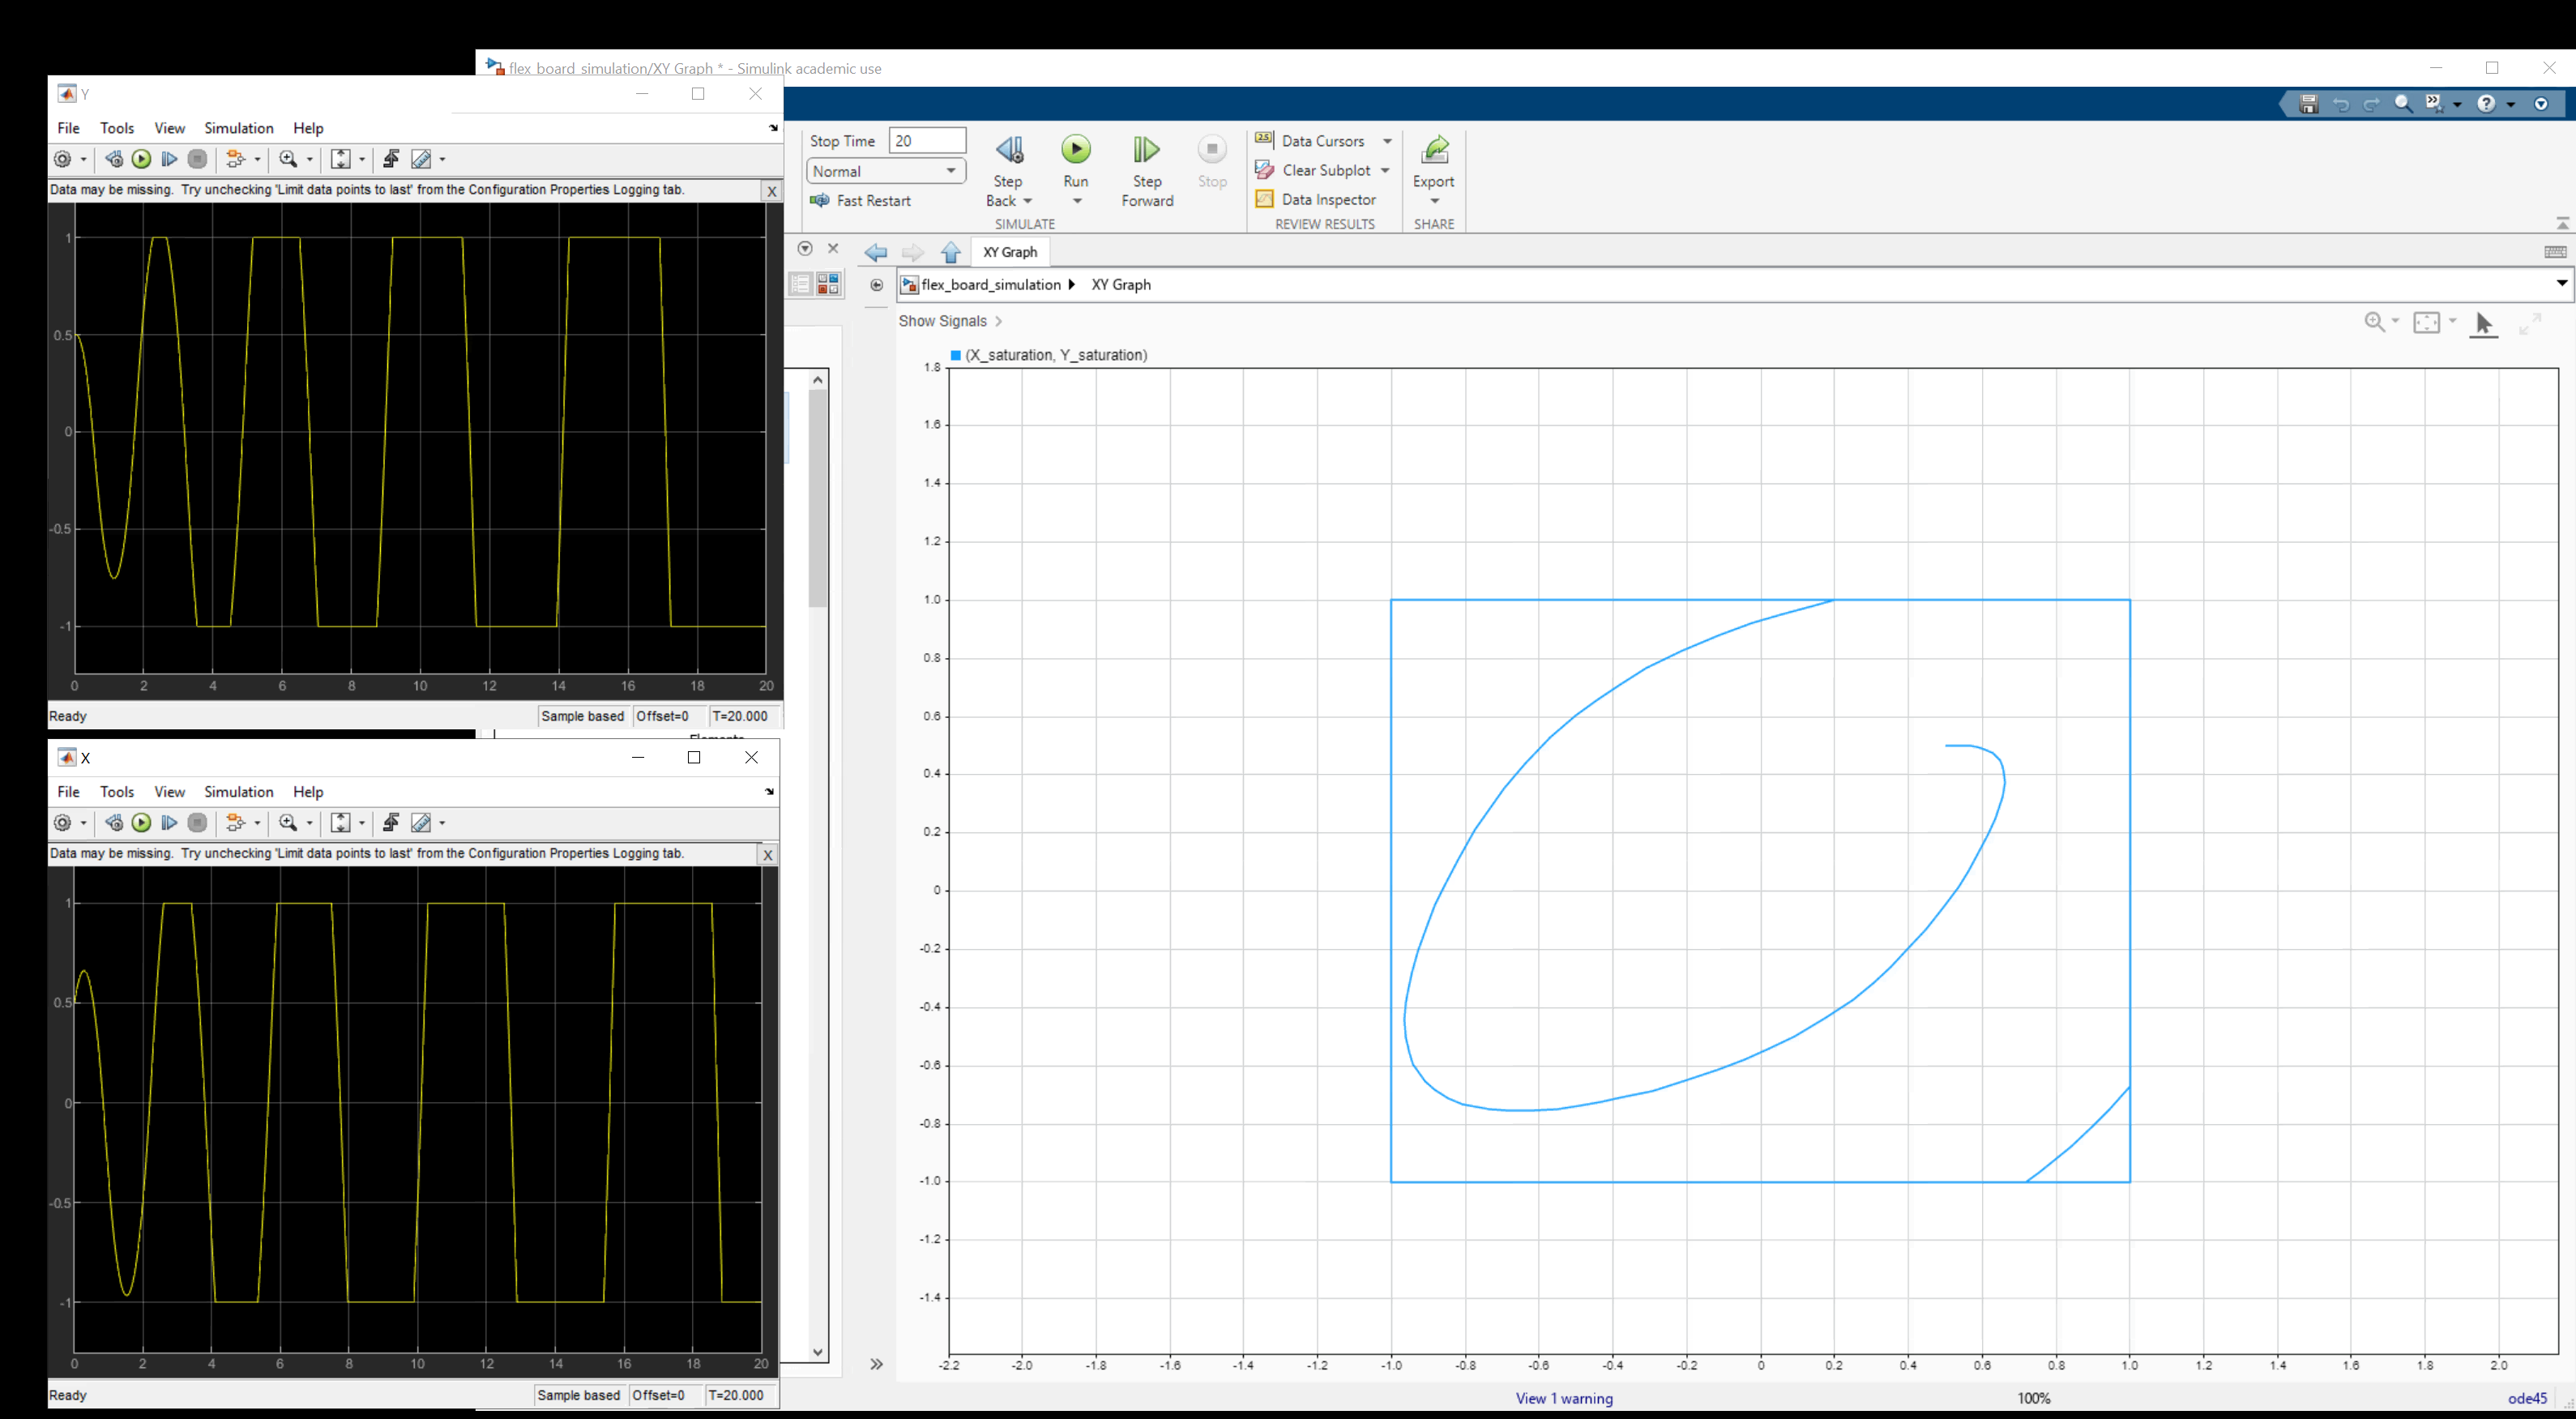 flex_board_simulation/XY Graph * - Simulink academic use
Y
File Tools View Simulation Help
Data may be missing. Try unchecking 'Limit data points to last' from the Configuration Properties Logging tab. X
1
0.5
0
-0.5
-1
0 2 4 6 8 10 12 14 16 18 20
Ready Sample based Offset=0 T=20.000
X
File Tools View Simulation Help
Data may be missing. Try unchecking 'Limit data points to last' from the Configuration Properties Logging tab. X
1
0.5
0
-0.5
-1
0 2 4 6 8 10 12 14 16 18 20
Ready Sample based Offset=0 T=20.000
Stop Time 20
Normal
Fast Restart
Step Back
Run
Step Forward
Stop
SIMULATE
Data Cursors
Clear Subplot
Data Inspector
REVIEW RESULTS
Export
SHARE
XY Graph
flex_board_simulation XY Graph
Show Signals
(X_saturation, Y_saturation)
1.8
1.6
1.4
1.2
1.0
0.8
0.6
0.4
0.2
0
-0.2
-0.4
-0.6
-0.8
-1.0
-1.2
-1.4
-2.2 -2.0 -1.8 -1.6 -1.4 -1.2 -1.0 -0.8 -0.6 -0.4 -0.2 0 0.2 0.4 0.6 0.8 1.0 1.2 1.4 1.6 1.8 2.0
View 1 warning 100% ode45